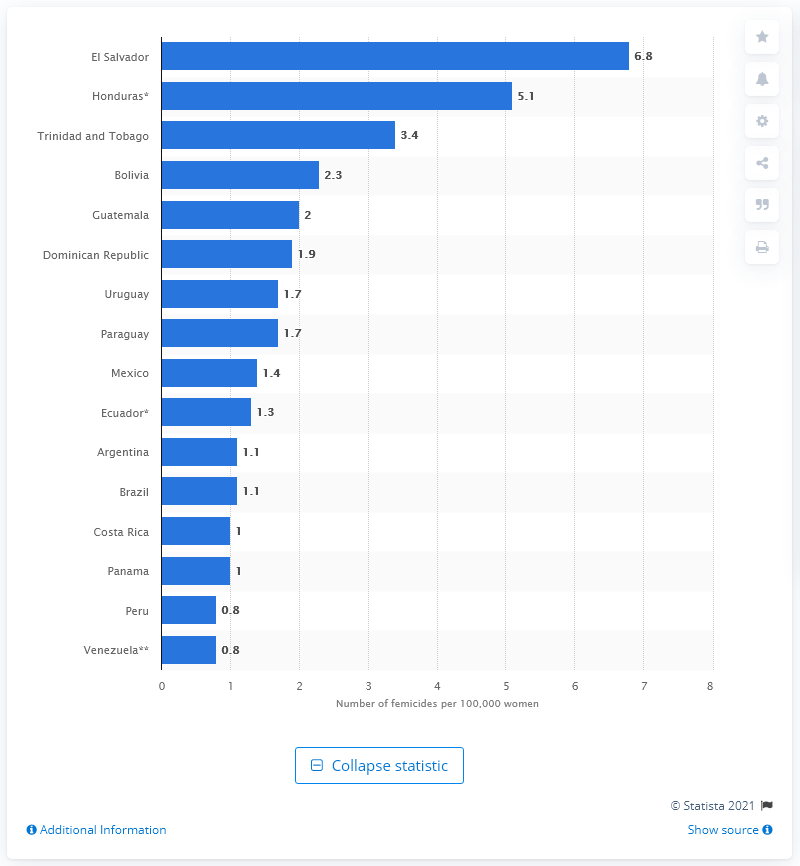 El Salvador 6.8
Honduras* 5.1
Trinidad and Tobago 3.4
Bolivia 2.3
Guatemala 2
Dominican Republic 1.9
Uruguay 1.7
Paraguay 1.7
Mexico 1.4
Ecuador* 1.3
Argentina 1.1
Brazil 1.1
Costa Rica 1
Panama 1
Peru 0.8
Venezuela** 0.8
0 1 2 3 4 5 6 7 8
Number of femicides per 100,000 women
Collapse statistic
© Statista 2021
Additional Information Show source